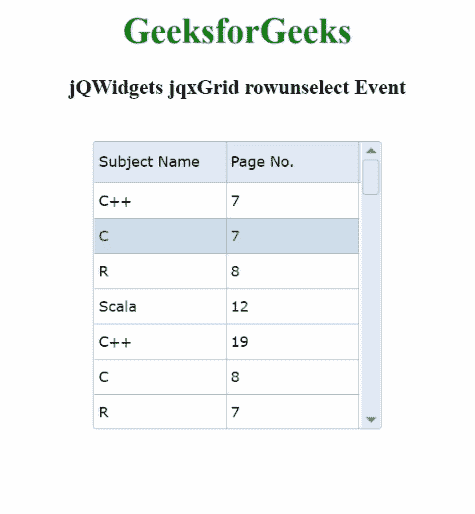 GeeksforGeeks
jQWidgets jqxGrid rowunselect Event
Subject Name Page No.
C++ 7
C 7
R 8
Scala 12
C++ 19
C 8
R 7